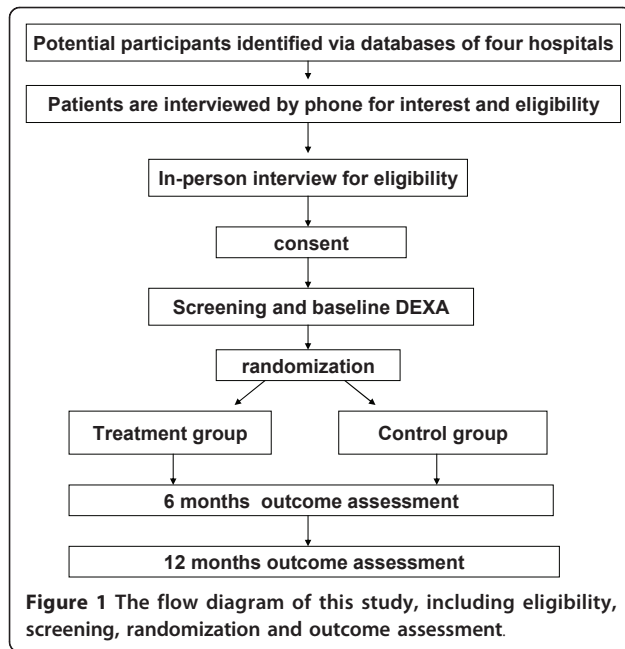 Potential participants identified via databases of four hospitals
Patients are interviewed by phone for interest and eligibility
In-person interview for eligibility
consent
Screening and baseline DEXA
randomization
Treatment group
Control group
6 months outcome assessment
12 months outcome assessment
Figure 1 The flow diagram of this study, including eligibility,
screening, randomization and outcome assessment.